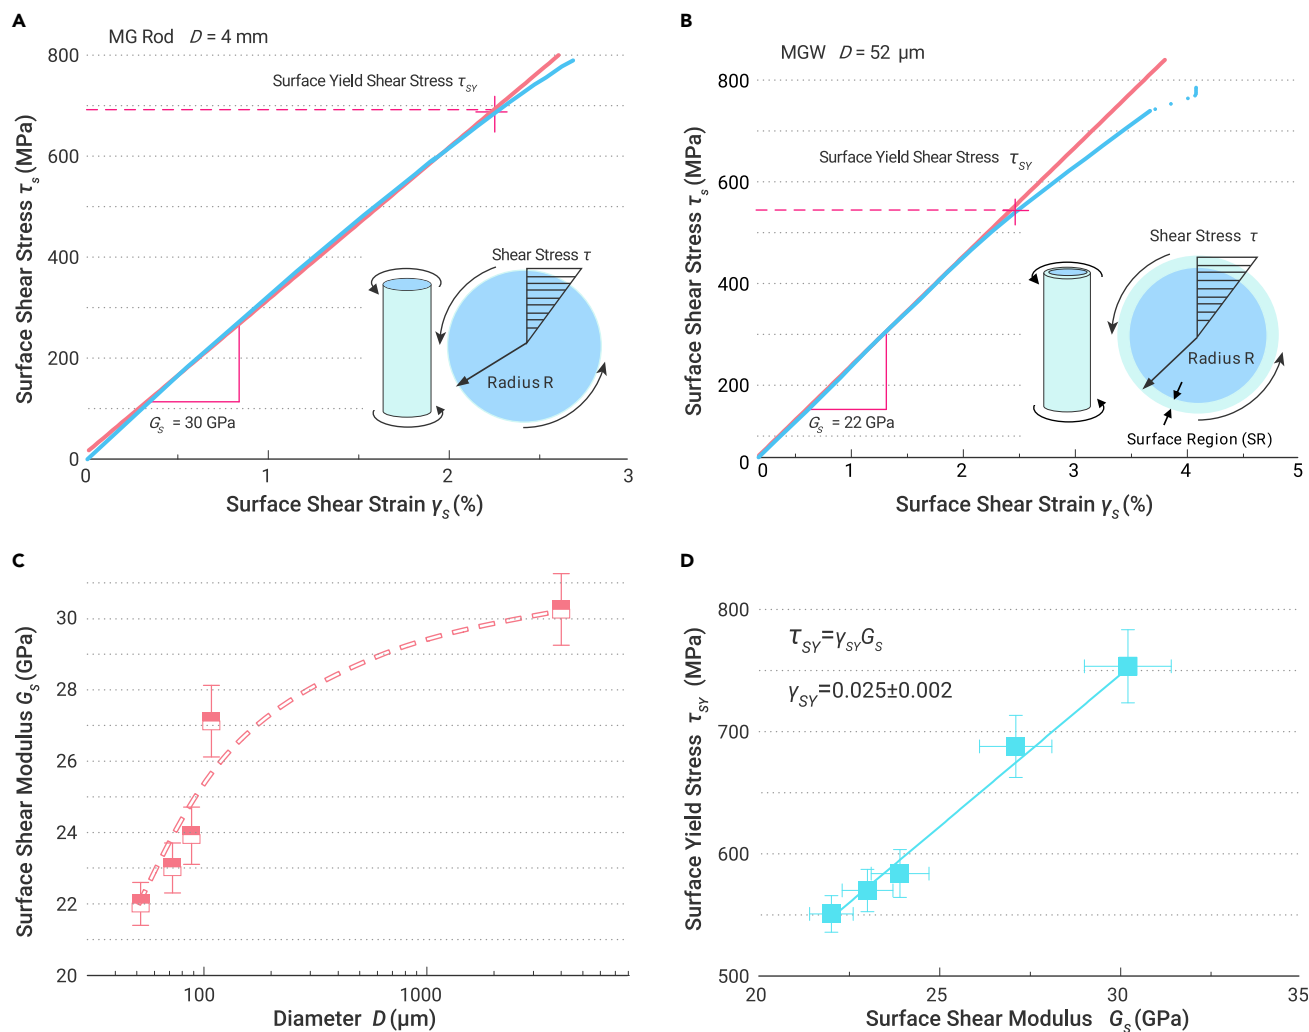 A
MG Rod D = 4 mm
800
600
400
200
0
Surface Shear Stress τs (MPa)
Surface Yield Shear Stress τSY
Gs = 30 GPa
Shear Stress τ
Radius R
0 1 2 3
Surface Shear Strain γs (%)
B
MGW D = 52 μm
800
700
600
500
400
300
200
100
0
Surface Shear Stress τs (MPa)
Surface Yield Shear Stress τSY
Gs = 22 GPa
Shear Stress τ
Radius R
Surface Region (SR)
0 1 2 3 4 5
Surface Shear Strain γs (%)
C
30
28
26
24
22
20
Surface Shear Modulus Gs (GPa)
100 1000
Diameter D (μm)
D
800
700
600
500
Surface Yield Stress τSY (MPa)
τSY=γSYGs
γSY=0.025±0.002
20 25 30 35
Surface Shear Modulus Gs (GPa)